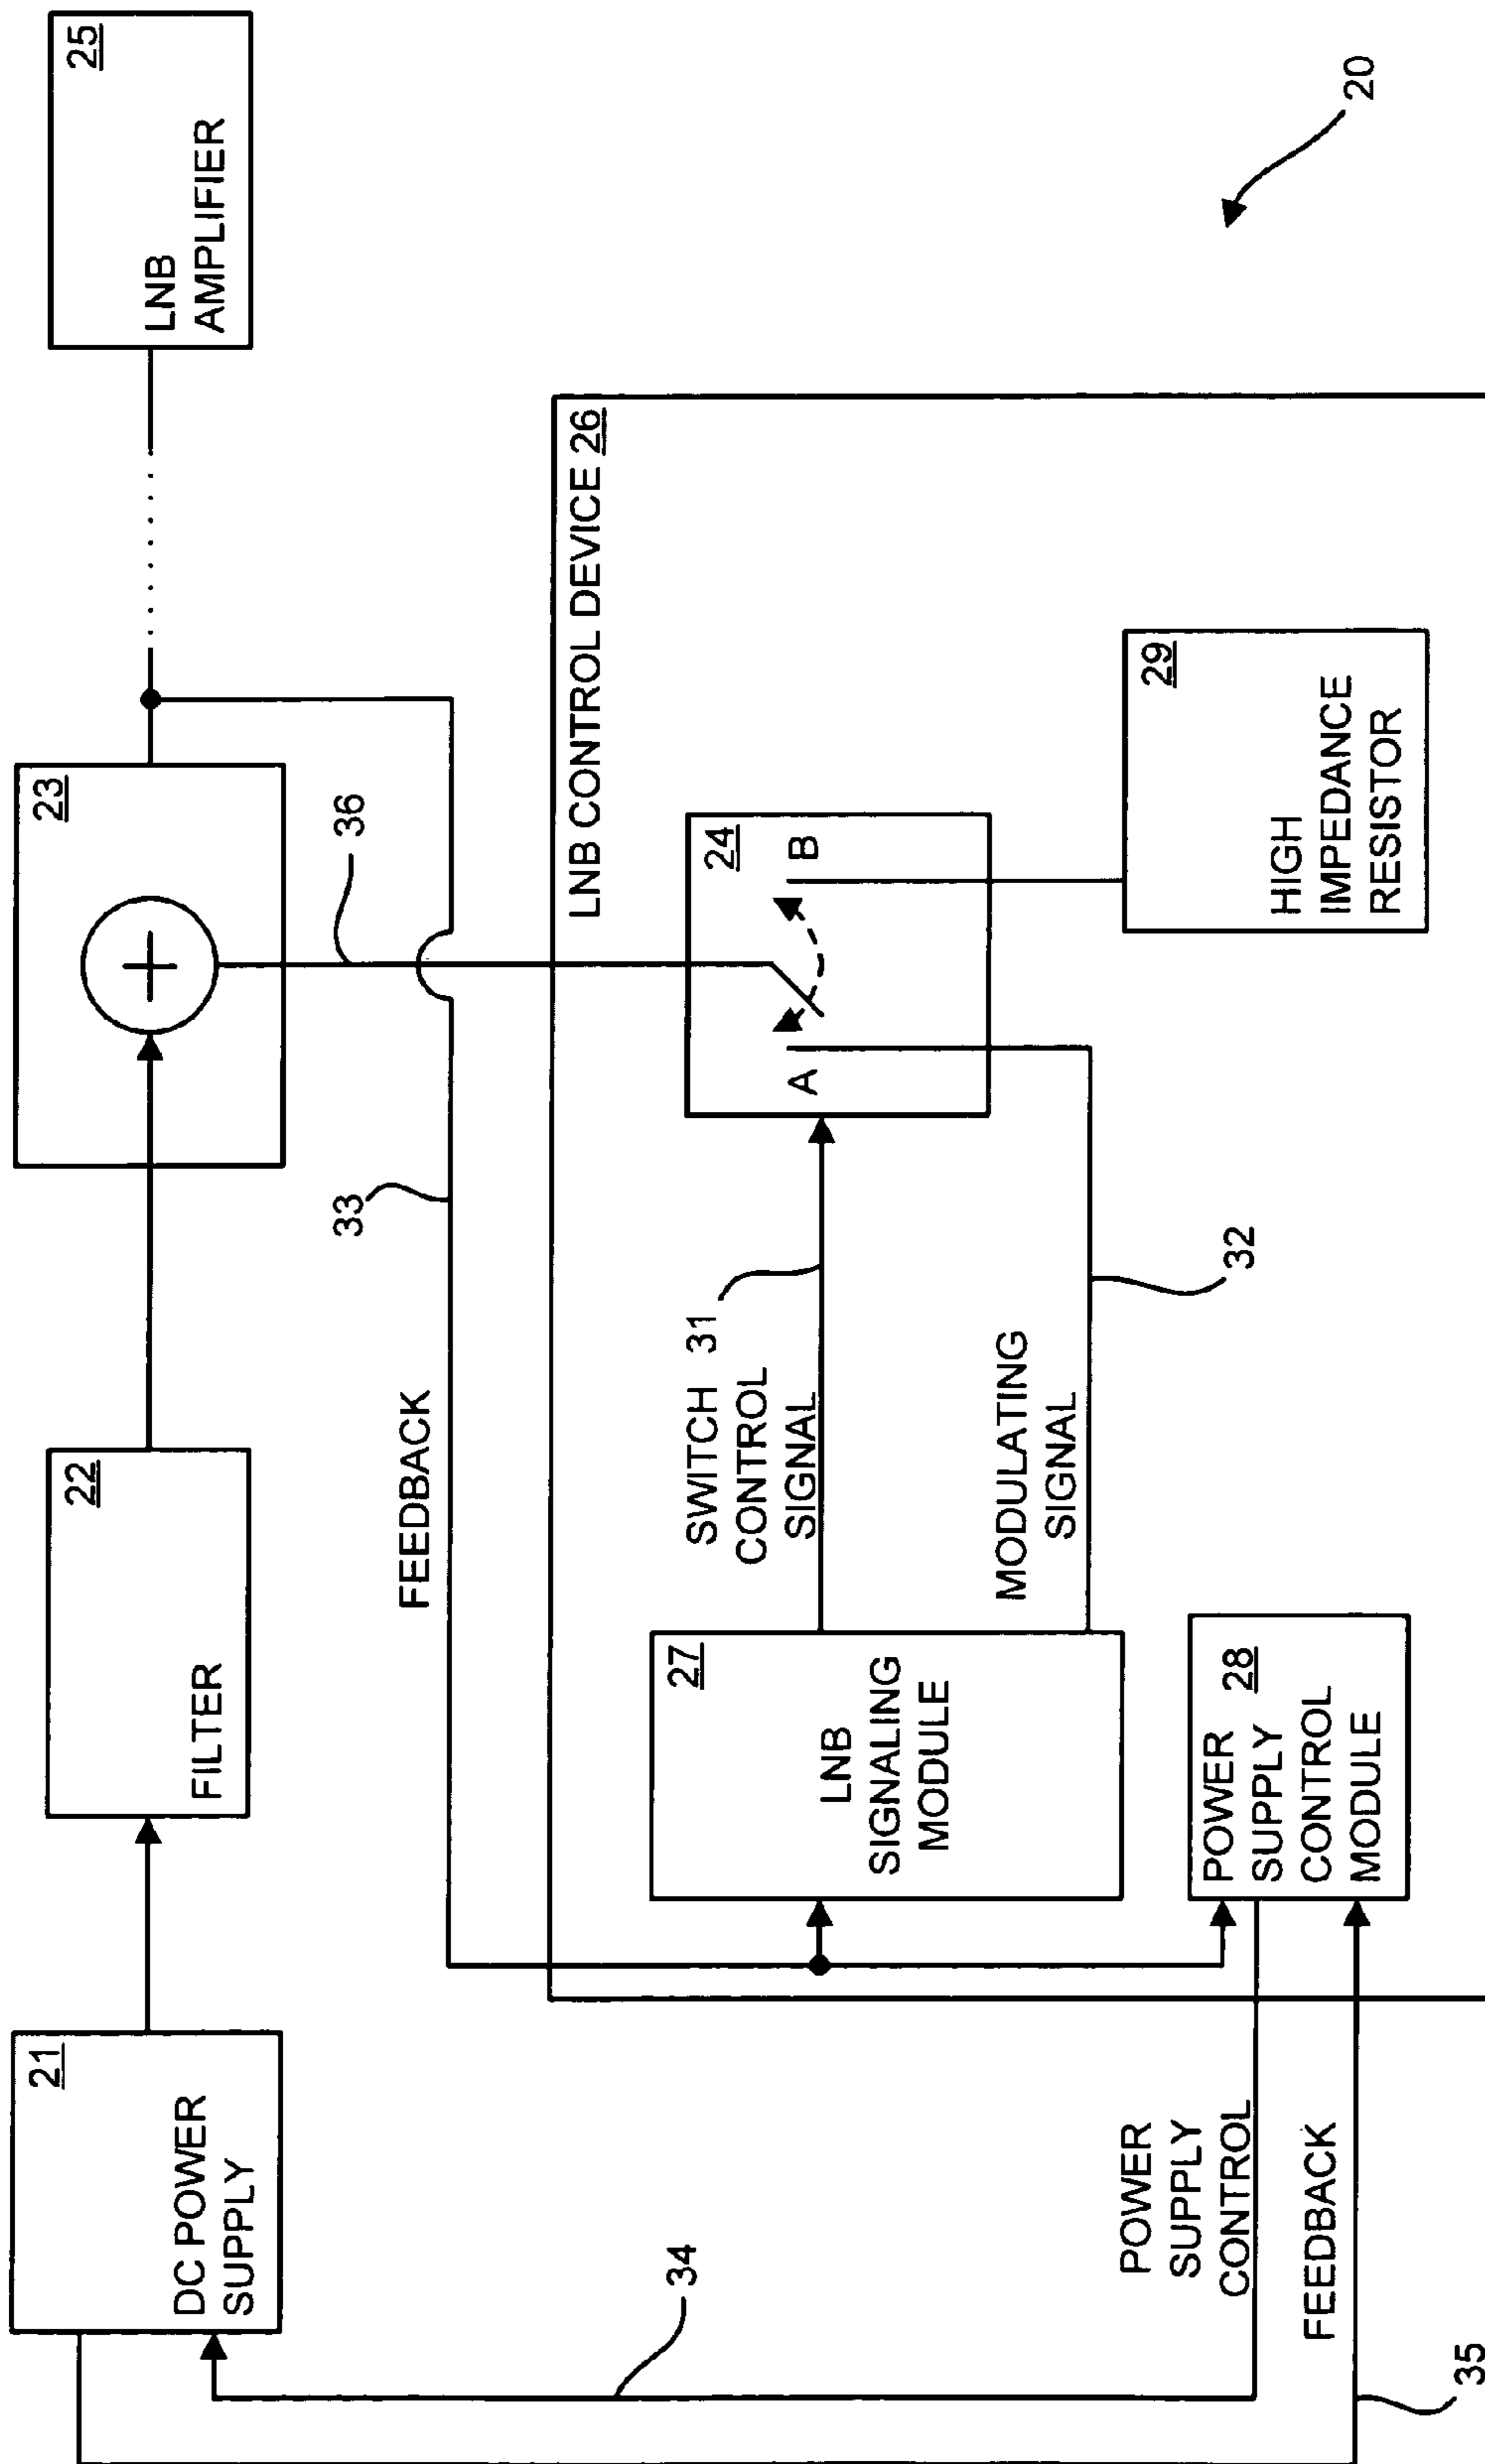 21
DC POWER
SUPPLY
22
FILTER
23
25
LNB
AMPLIFIER
FEEDBACK
33
36
20
LNB CONTROL DEVICE 26
27
LNB
SIGNALING
MODULE
SWITCH 31
CONTROL
SIGNAL
24
A
B
MODULATING
SIGNAL
32
29
HIGH
IMPEDANCE
RESISTOR
POWER
SUPPLY 28
CONTROL
MODULE
34
POWER
SUPPLY
CONTROL
FEEDBACK
35